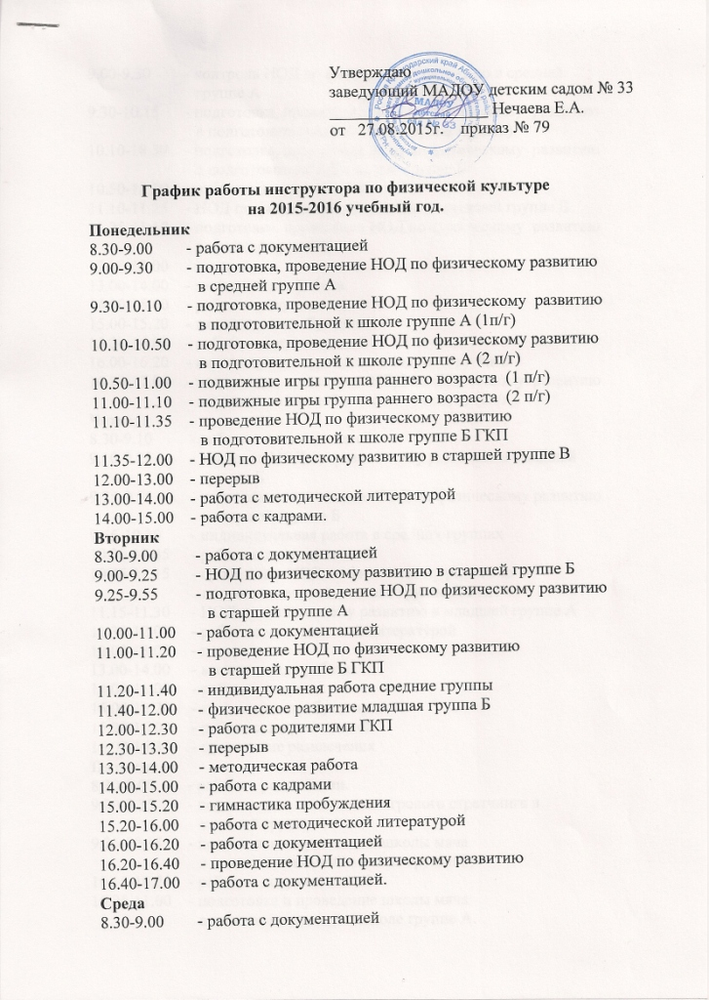 Утверждаю
заведующий МАДОУ детским садом № 33
Нечаева Е.А.
от 27.08.2015г. приказ № 79
График работы инструктора по физической культуре
на 2015-2016 учебный год.
Понедельник
8.30-9.00 - работа с документацией
9.00-9.30 - подготовка, проведение НОД по физическому развитию
в средней группе А
9.30-10.10 - подготовка, проведение НОД по физическому развитию
в подготовительной к школе группе А (1п/г)
10.10-10.50 - подготовка, проведение НОД по физическому развитию
в подготовительной к школе группе А (2 п/г)
10.50-11.00 - подвижные игры группа раннего возраста (1 п/г)
11.00-11.10 - подвижные игры группа раннего возраста (2 п/г)
11.10-11.35 - проведение НОД по физическому развитию
в подготовительной к школе группе Б ГКП
11.35-12.00 - НОД по физическому развитию в старшей группе В
12.00-13.00 - перерыв
13.00-14.00 - работа с методической литературой
14.00-15.00 - работа с кадрами.
Вторник
8.30-9.00 - работа с документацией
9.00-9.25 - НОД по физическому развитию в старшей группе Б
9.25-9.55 - подготовка, проведение НОД по физическому развитию
в старшей группе А
10.00-11.00 - работа с документацией
11.00-11.20 - проведение НОД по физическому развитию
в старшей группе Б ГКП
11.20-11.40 - индивидуальная работа средние группы
11.40-12.00 - физическое развитие младшая группа Б
12.00-12.30 - работа с родителями ГКП
12.30-13.30 - перерыв
13.30-14.00 - методическая работа
14.00-15.00 - работа с кадрами
15.00-15.20 - гимнастика пробуждения
15.20-16.00 - работа с методической литературой
16.00-16.20 - работа с документацией
16.20-16.40 - проведение НОД по физическому развитию
16.40-17.00 - работа с документацией.
Среда
8.30-9.00 - работа с документацией